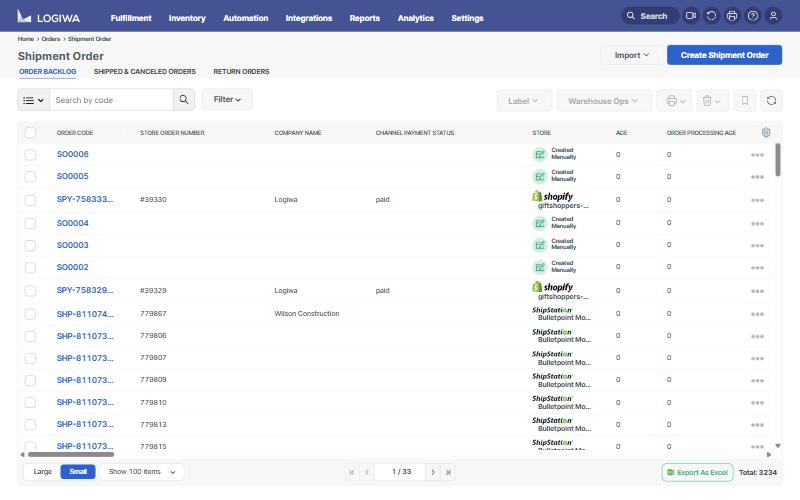 LOGIWA Fulfillment Inventory Automation Integrations Reports Analytics Settings Search
Home > Orders > Shipment Order
Shipment Order
Import Create Shipment Order
ORDER BACKLOG SHIPPED & CANCELED ORDERS RETURN ORDERS
Search by code Filter Label Warehouse Ops
ORDER CODE STORE ORDER NUMBER COMPANY NAME CHANNEL PAYMENT STATUS STORE AGE ORDER PROCESSING AGE
SO0006 Created Manually 0 0
SO0005 Created Manually 0 0
SPY-758333... #39330 Logiwa paid shopify giftshoppers-... 0 0
SO0004 Created Manually 0 0
SO0003 Created Manually 0 0
SO0002 Created Manually 0 0
SPY-758329... #39329 Logiwa paid shopify giftshoppers-... 0 0
SHP-811074... 779867 Wilson Construction ShipStation Bulletpoint Mo... 0 0
SHP-811073... 779806 ShipStation Bulletpoint Mo... 0 0
SHP-811073... 779807 ShipStation Bulletpoint Mo... 0 0
SHP-811073... 779809 ShipStation Bulletpoint Mo... 0 0
SHP-811073... 779810 ShipStation Bulletpoint Mo... 0 0
SHP-811073... 779813 ShipStation Bulletpoint Mo... 0 0
SHP-811073... 779815 ShipStation Bulletpoint Mo... 0 0
Large Small Show 100 items 1 / 33 Export As Excel Total: 3234